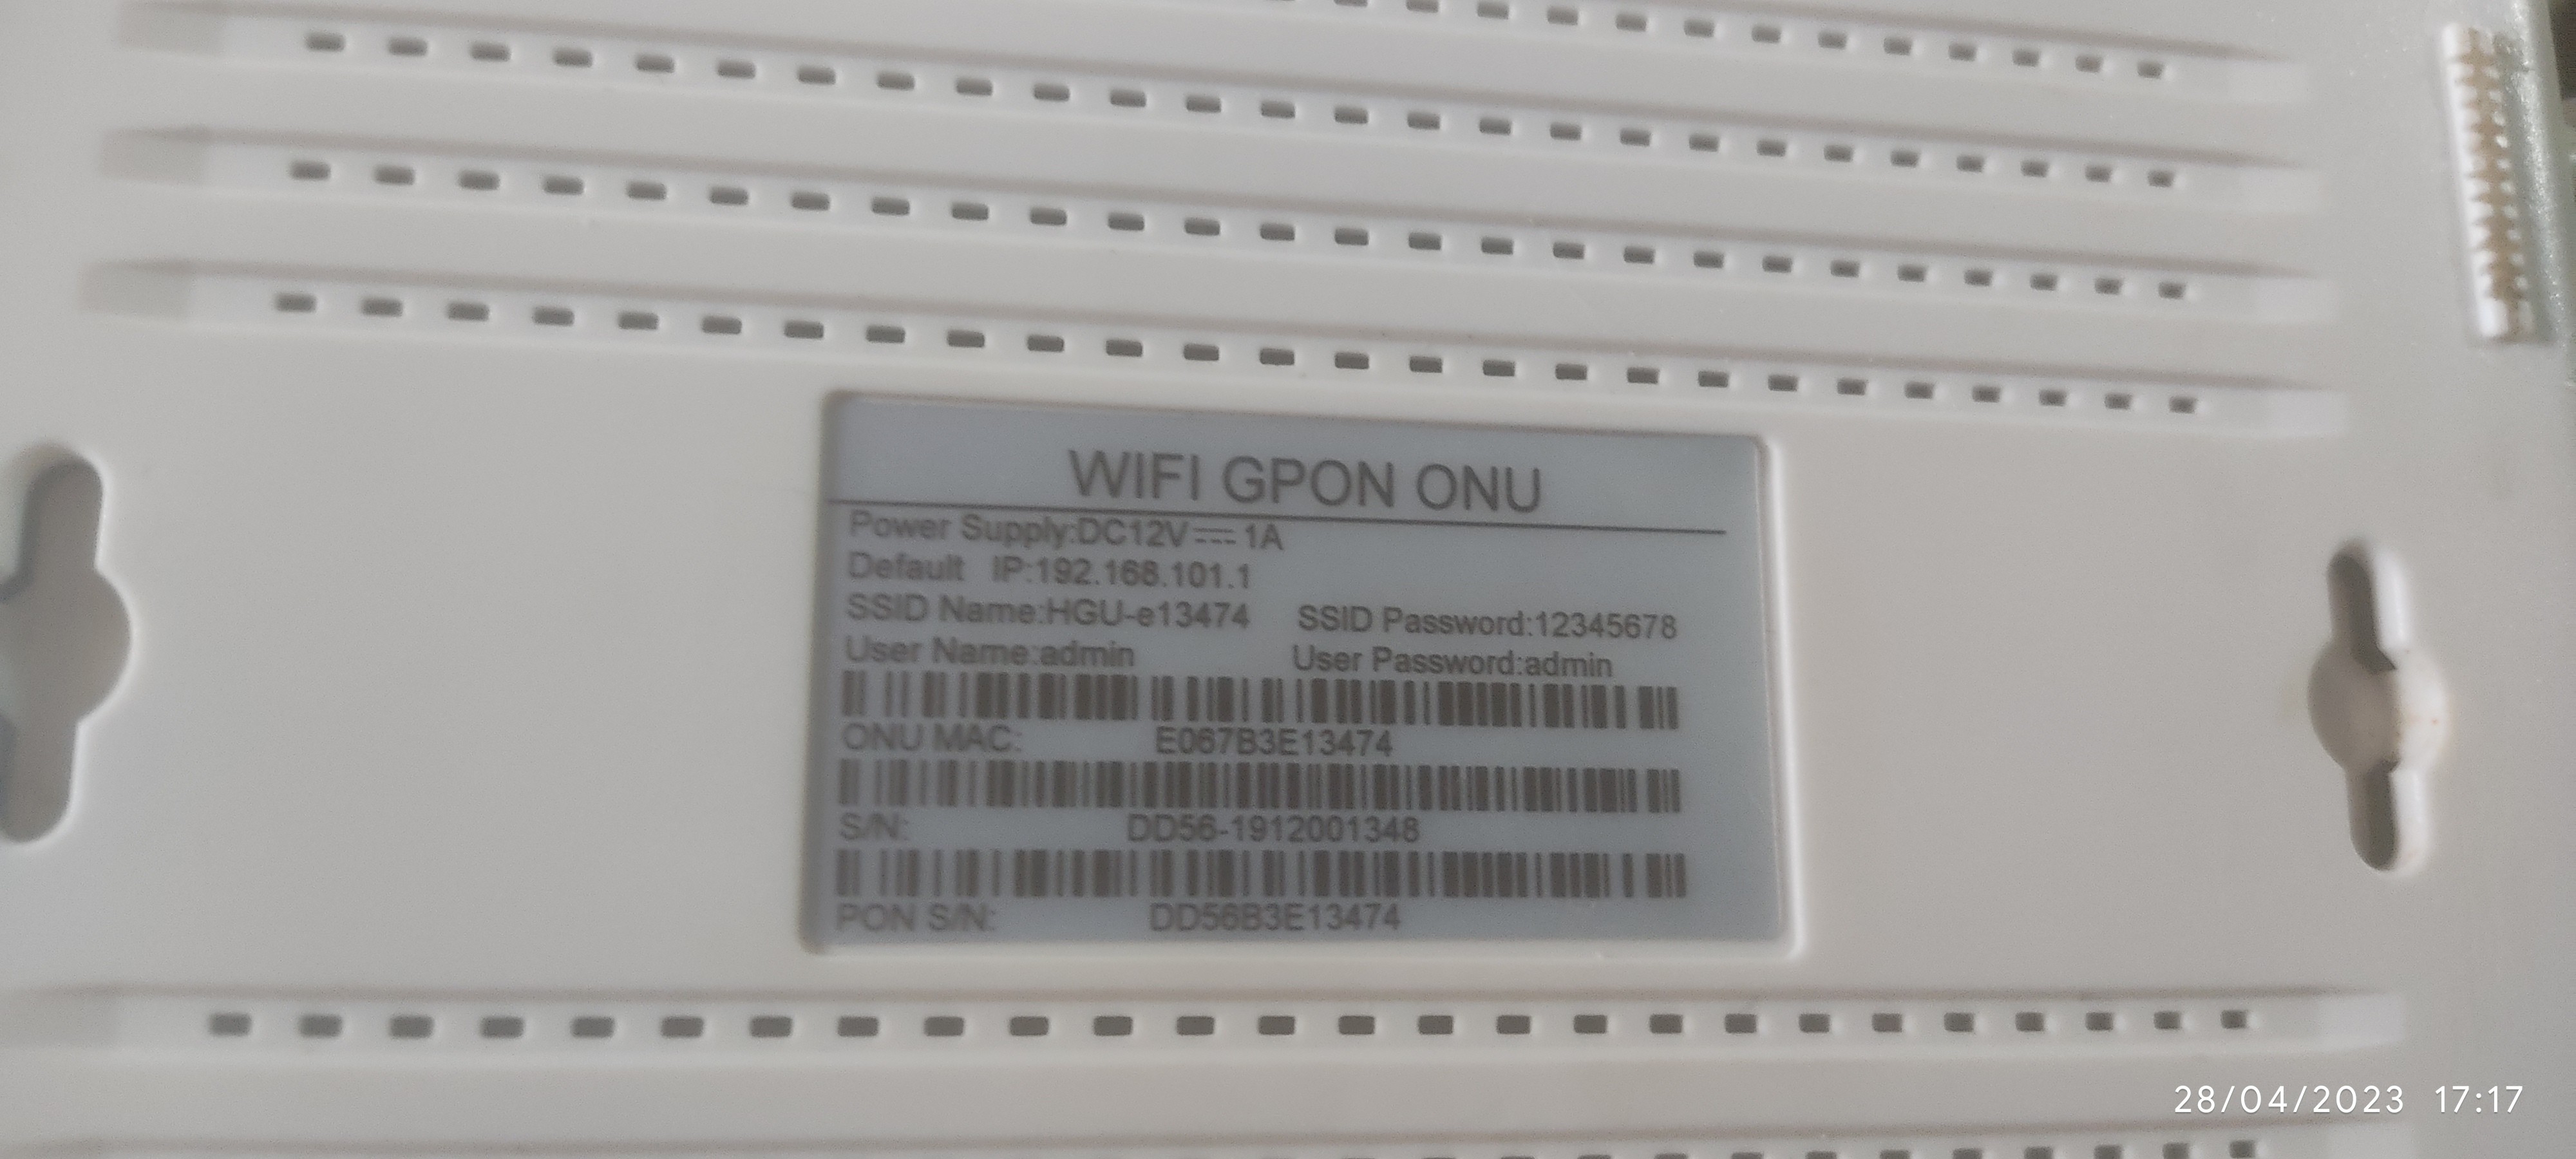 WIFI GPON ONU
Power Supply:DC12V⎓1A
Default IP:192.168.101.1
SSID Name:HGU-e13474 SSID Password:12345678
User Name:admin User Password:admin
ONU MAC: E067B3E13474
S/N: DD56-1912001348
PON S/N: DD56B3E13474
28/04/2023 17:17